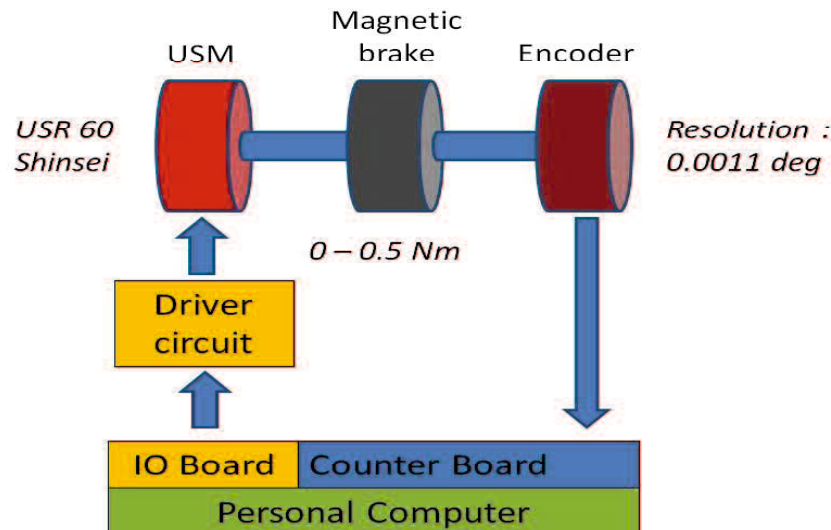 Magnetic
brake
USM
Encoder
USR 60
Shinsei
Resolution :
0.0011 deg
0 – 0.5 Nm
Driver
circuit
IO Board
Counter Board
Personal Computer